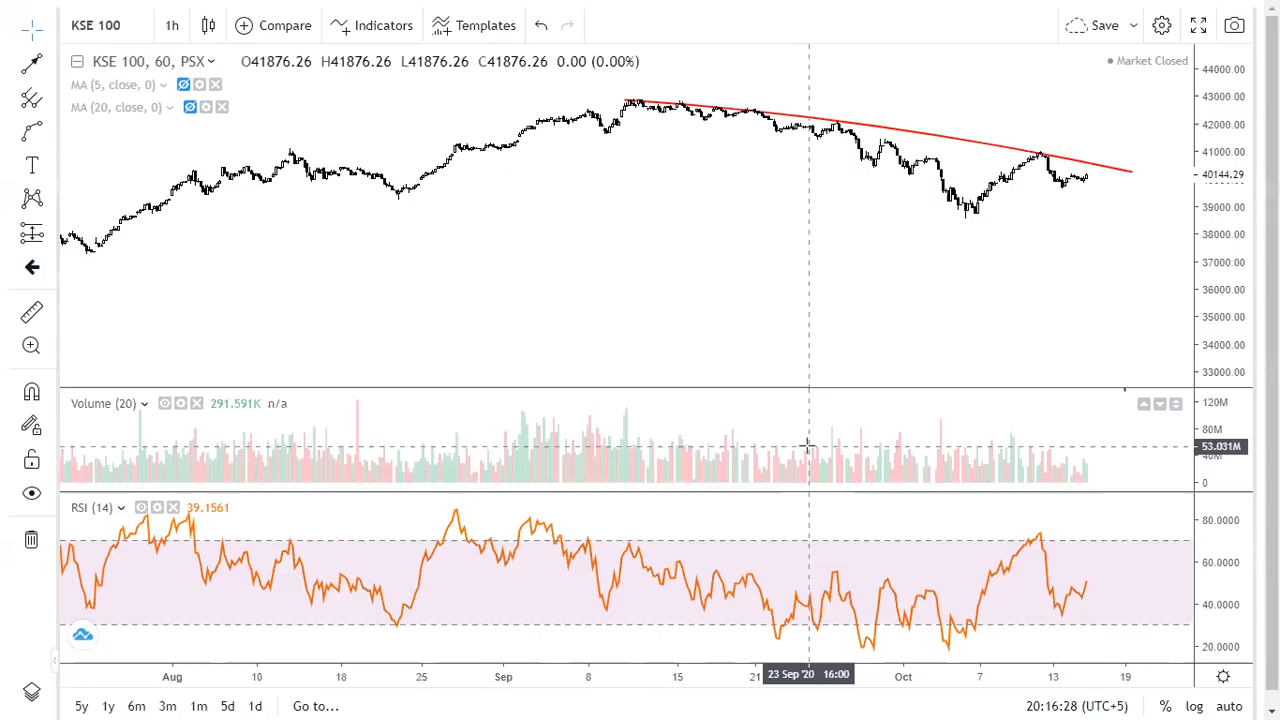 KSE 100 1h Compare Indicators Templates Save
KSE 100, 60, PSX O41876.26 H41876.26 L41876.26 C41876.26 0.00 (0.00%) Market Closed
MA (5, close, 0)
MA (20, close, 0)
44000.00
43000.00
42000.00
41000.00
40144.29
39000.00
38000.00
37000.00
36000.00
35000.00
34000.00
33000.00
Volume (20) 291.591K n/a
120M
80M
53.031M
40M
0
RSI (14) 39.1561
80.0000
60.0000
40.0000
20.0000
Aug 10 18 25 Sep 8 15 21 23 Sep '20 16:00 Oct 7 13 19
5y 1y 6m 3m 1m 5d 1d Go to... 20:16:28 (UTC+5) % log auto